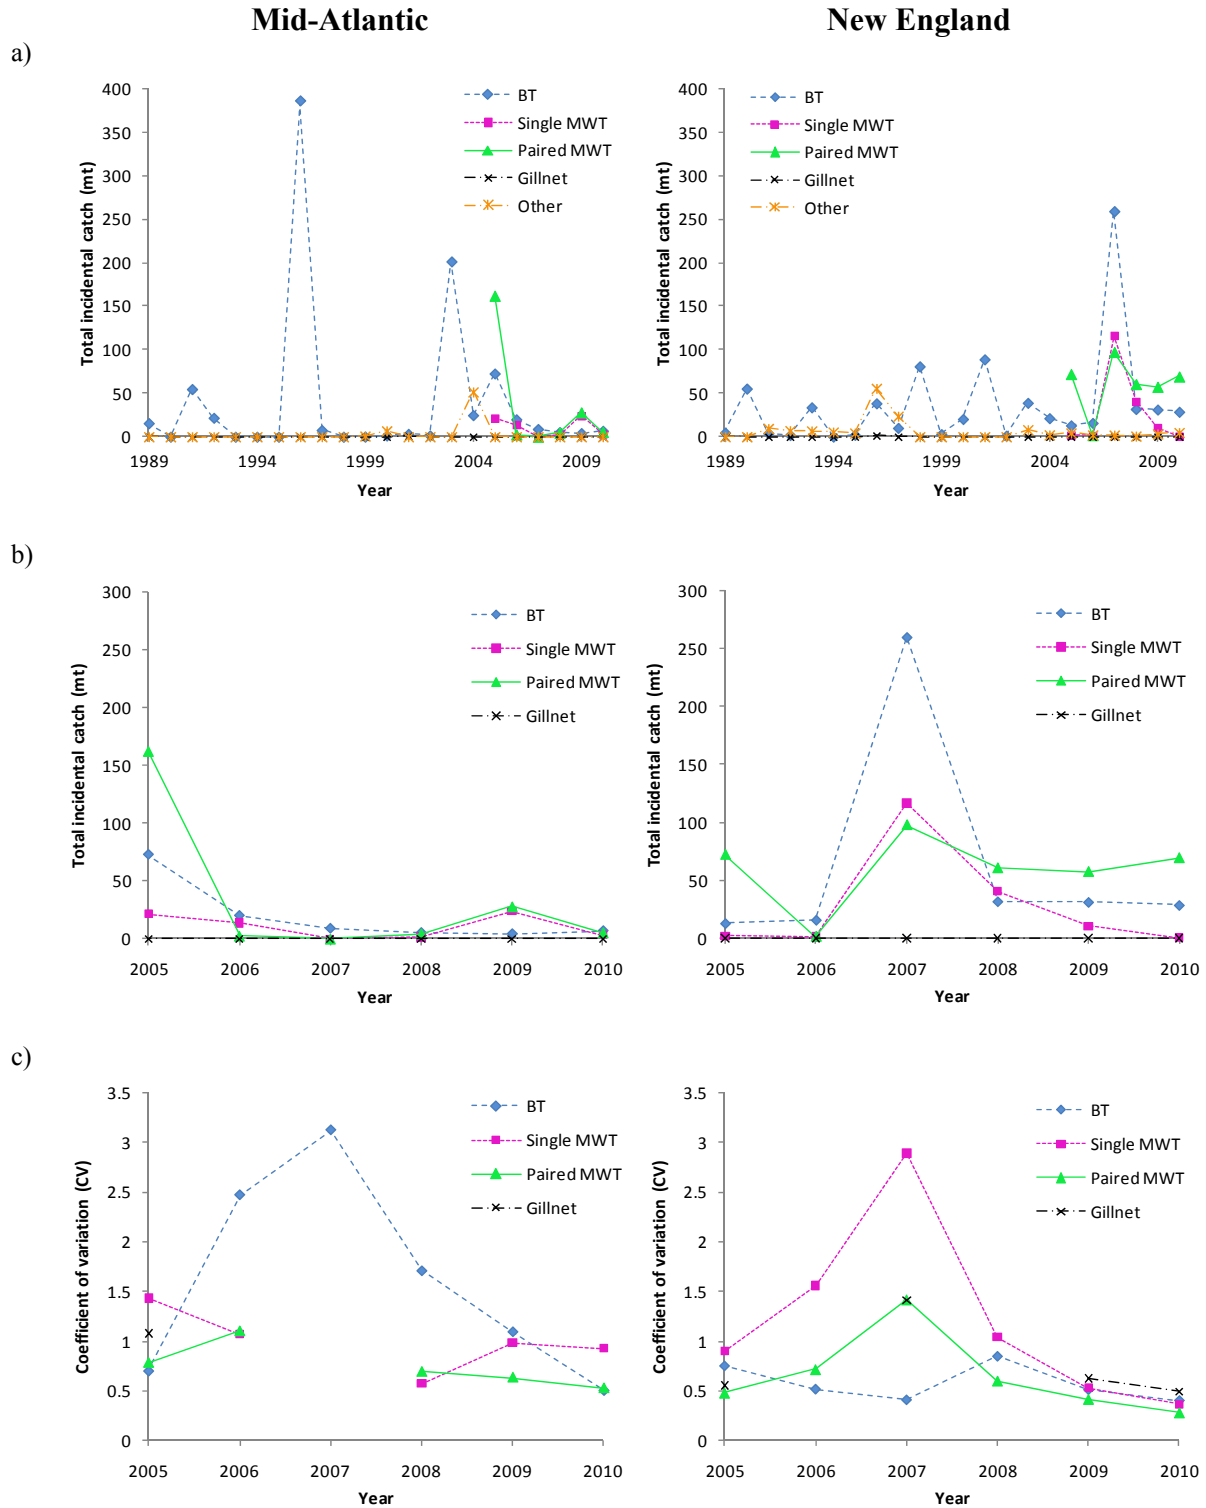 Mid-Atlantic
New England
a)
400
350
300
250
200
150
100
50
0
Total incidental catch (mt)
1989
1994
1999
2004
2009
Year
BT
Single MWT
Paired MWT
Gillnet
Other
400
350
300
250
200
150
100
50
0
Total incidental catch (mt)
1989
1994
1999
2004
2009
Year
BT
Single MWT
Paired MWT
Gillnet
Other
b)
300
250
200
150
100
50
0
Total incidental catch (mt)
2005
2006
2007
2008
2009
2010
Year
BT
Single MWT
Paired MWT
Gillnet
300
250
200
150
100
50
0
Total incidental catch (mt)
2005
2006
2007
2008
2009
2010
Year
BT
Single MWT
Paired MWT
Gillnet
c)
3.5
3
2.5
2
1.5
1
0.5
0
Coefficient of variation (CV)
2005
2006
2007
2008
2009
2010
Year
BT
Single MWT
Paired MWT
Gillnet
3.5
3
2.5
2
1.5
1
0.5
0
Coefficient of variation (CV)
2005
2006
2007
2008
2009
2010
Year
BT
Single MWT
Paired MWT
Gillnet